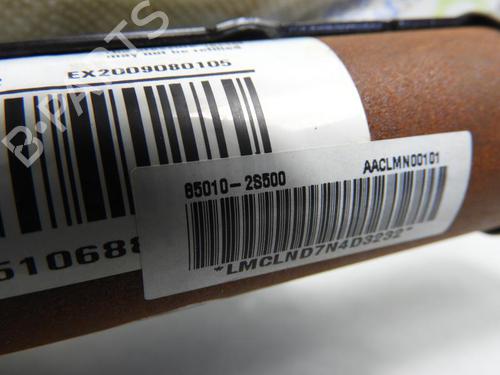 may not be refilled
EX2009080105
510688
85010-2S500
AACLMN00101
*LMCLND7N4D3232*
B-PARTS